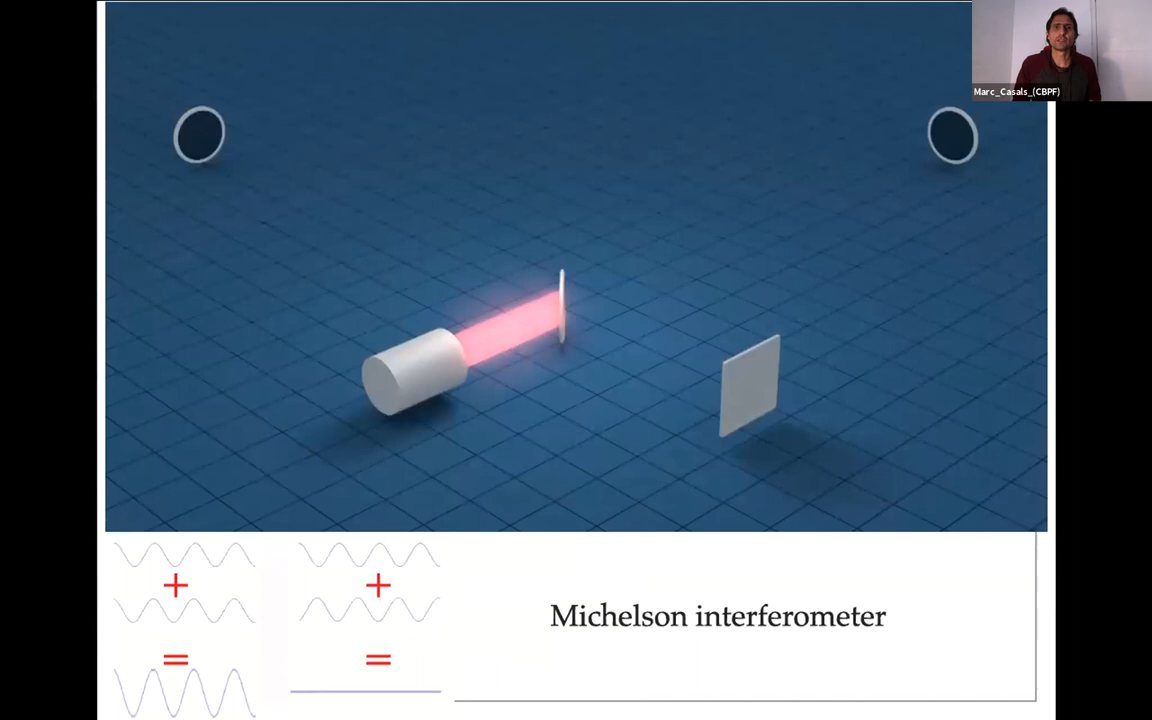 Marc_Casals_(CBPF)
+
+
=
=
Michelson interferometer